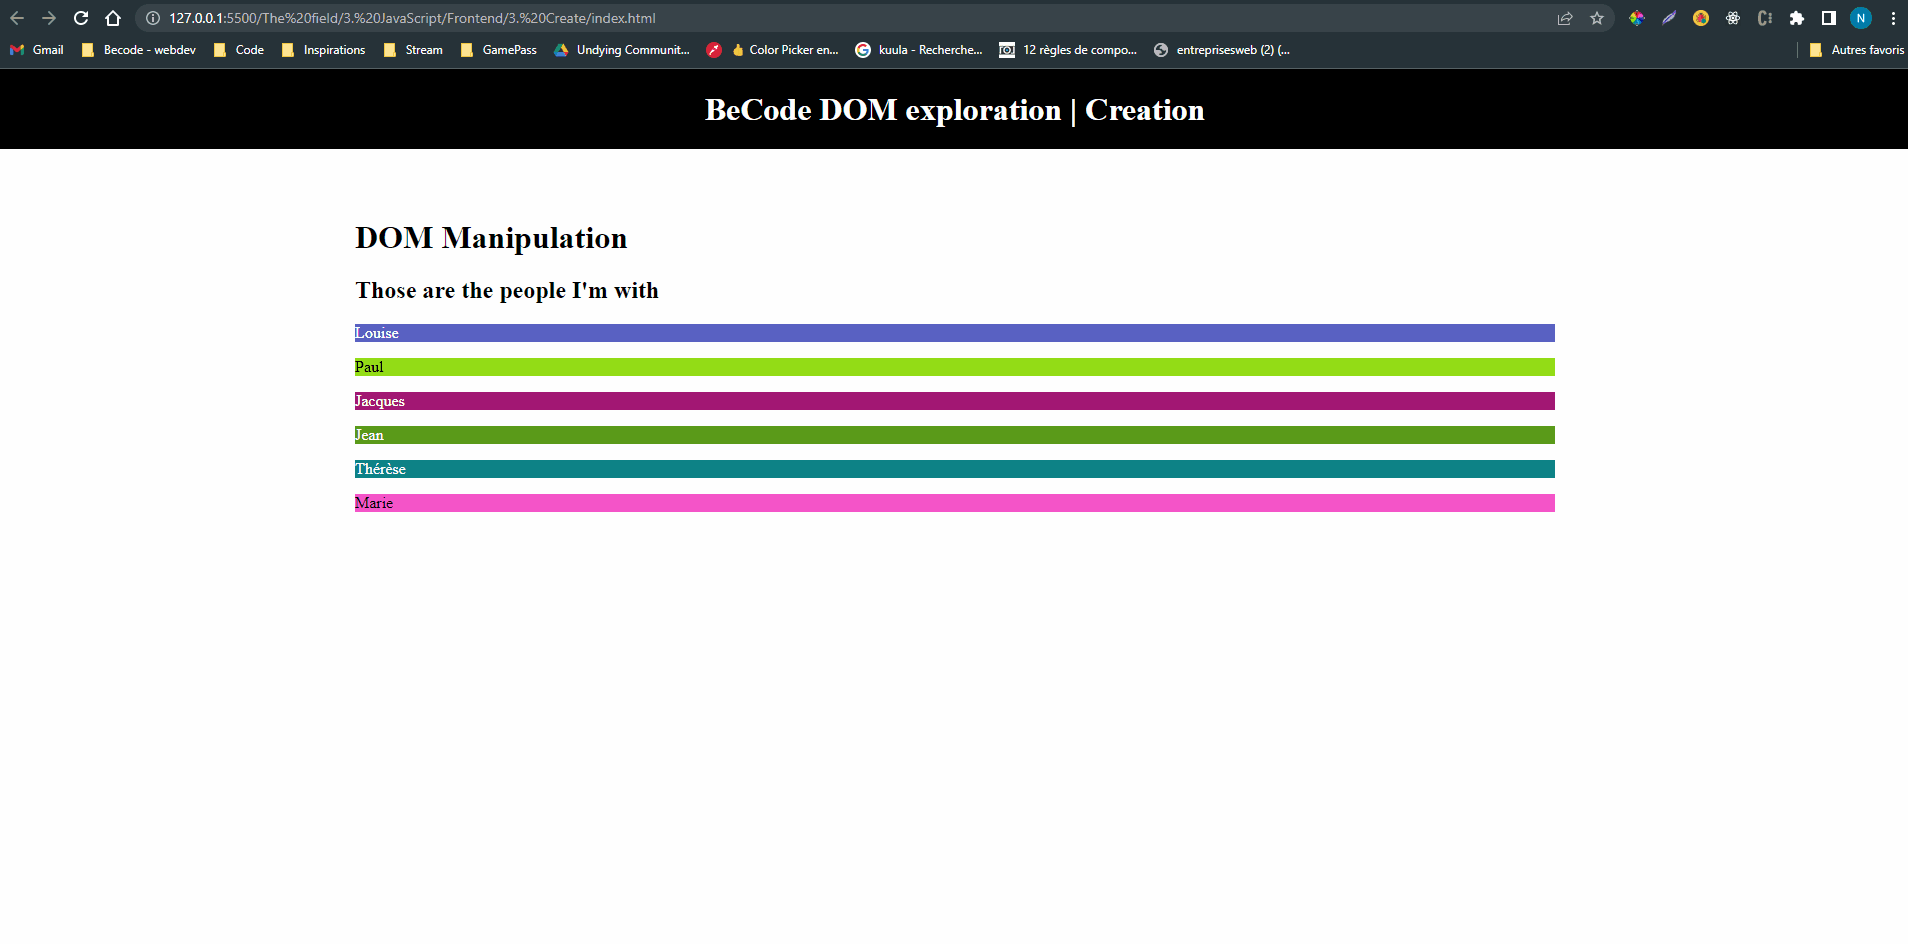 127.0.0.1:5500/The%20field/3.%20JavaScript/Frontend/3.%20Create/index.html
N
Gmail Becode - webdev Code Inspirations Stream GamePass Undying Communit... Color Picker en... kuula - Recherche... 12 règles de compo... entreprisesweb (2) (... Autres favoris
BeCode DOM exploration | Creation
DOM Manipulation
Those are the people I'm with
Louise
Paul
Jacques
Jean
Thérèse
Marie